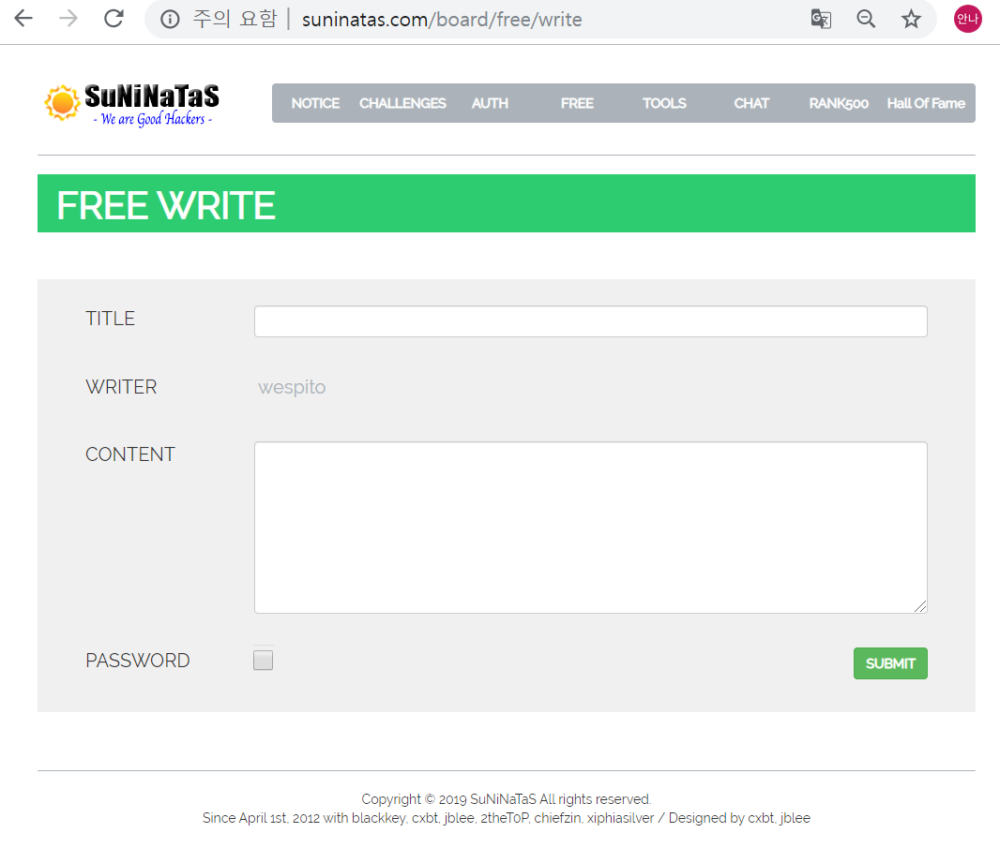 주의 요함 | suninatas.com/board/free/write
안나
SuNiNaTaS
- We are Good Hackers -
NOTICE CHALLENGES AUTH FREE TOOLS CHAT RANK500 Hall Of Fame
FREE WRITE
TITLE
WRITER wespito
CONTENT
PASSWORD
SUBMIT
Copyright © 2019 SuNiNaTaS All rights reserved.
Since April 1st, 2012 with blackkey, cxbt, jblee, 2theT0P, chiefzin, xiphiasilver / Designed by cxbt, jblee